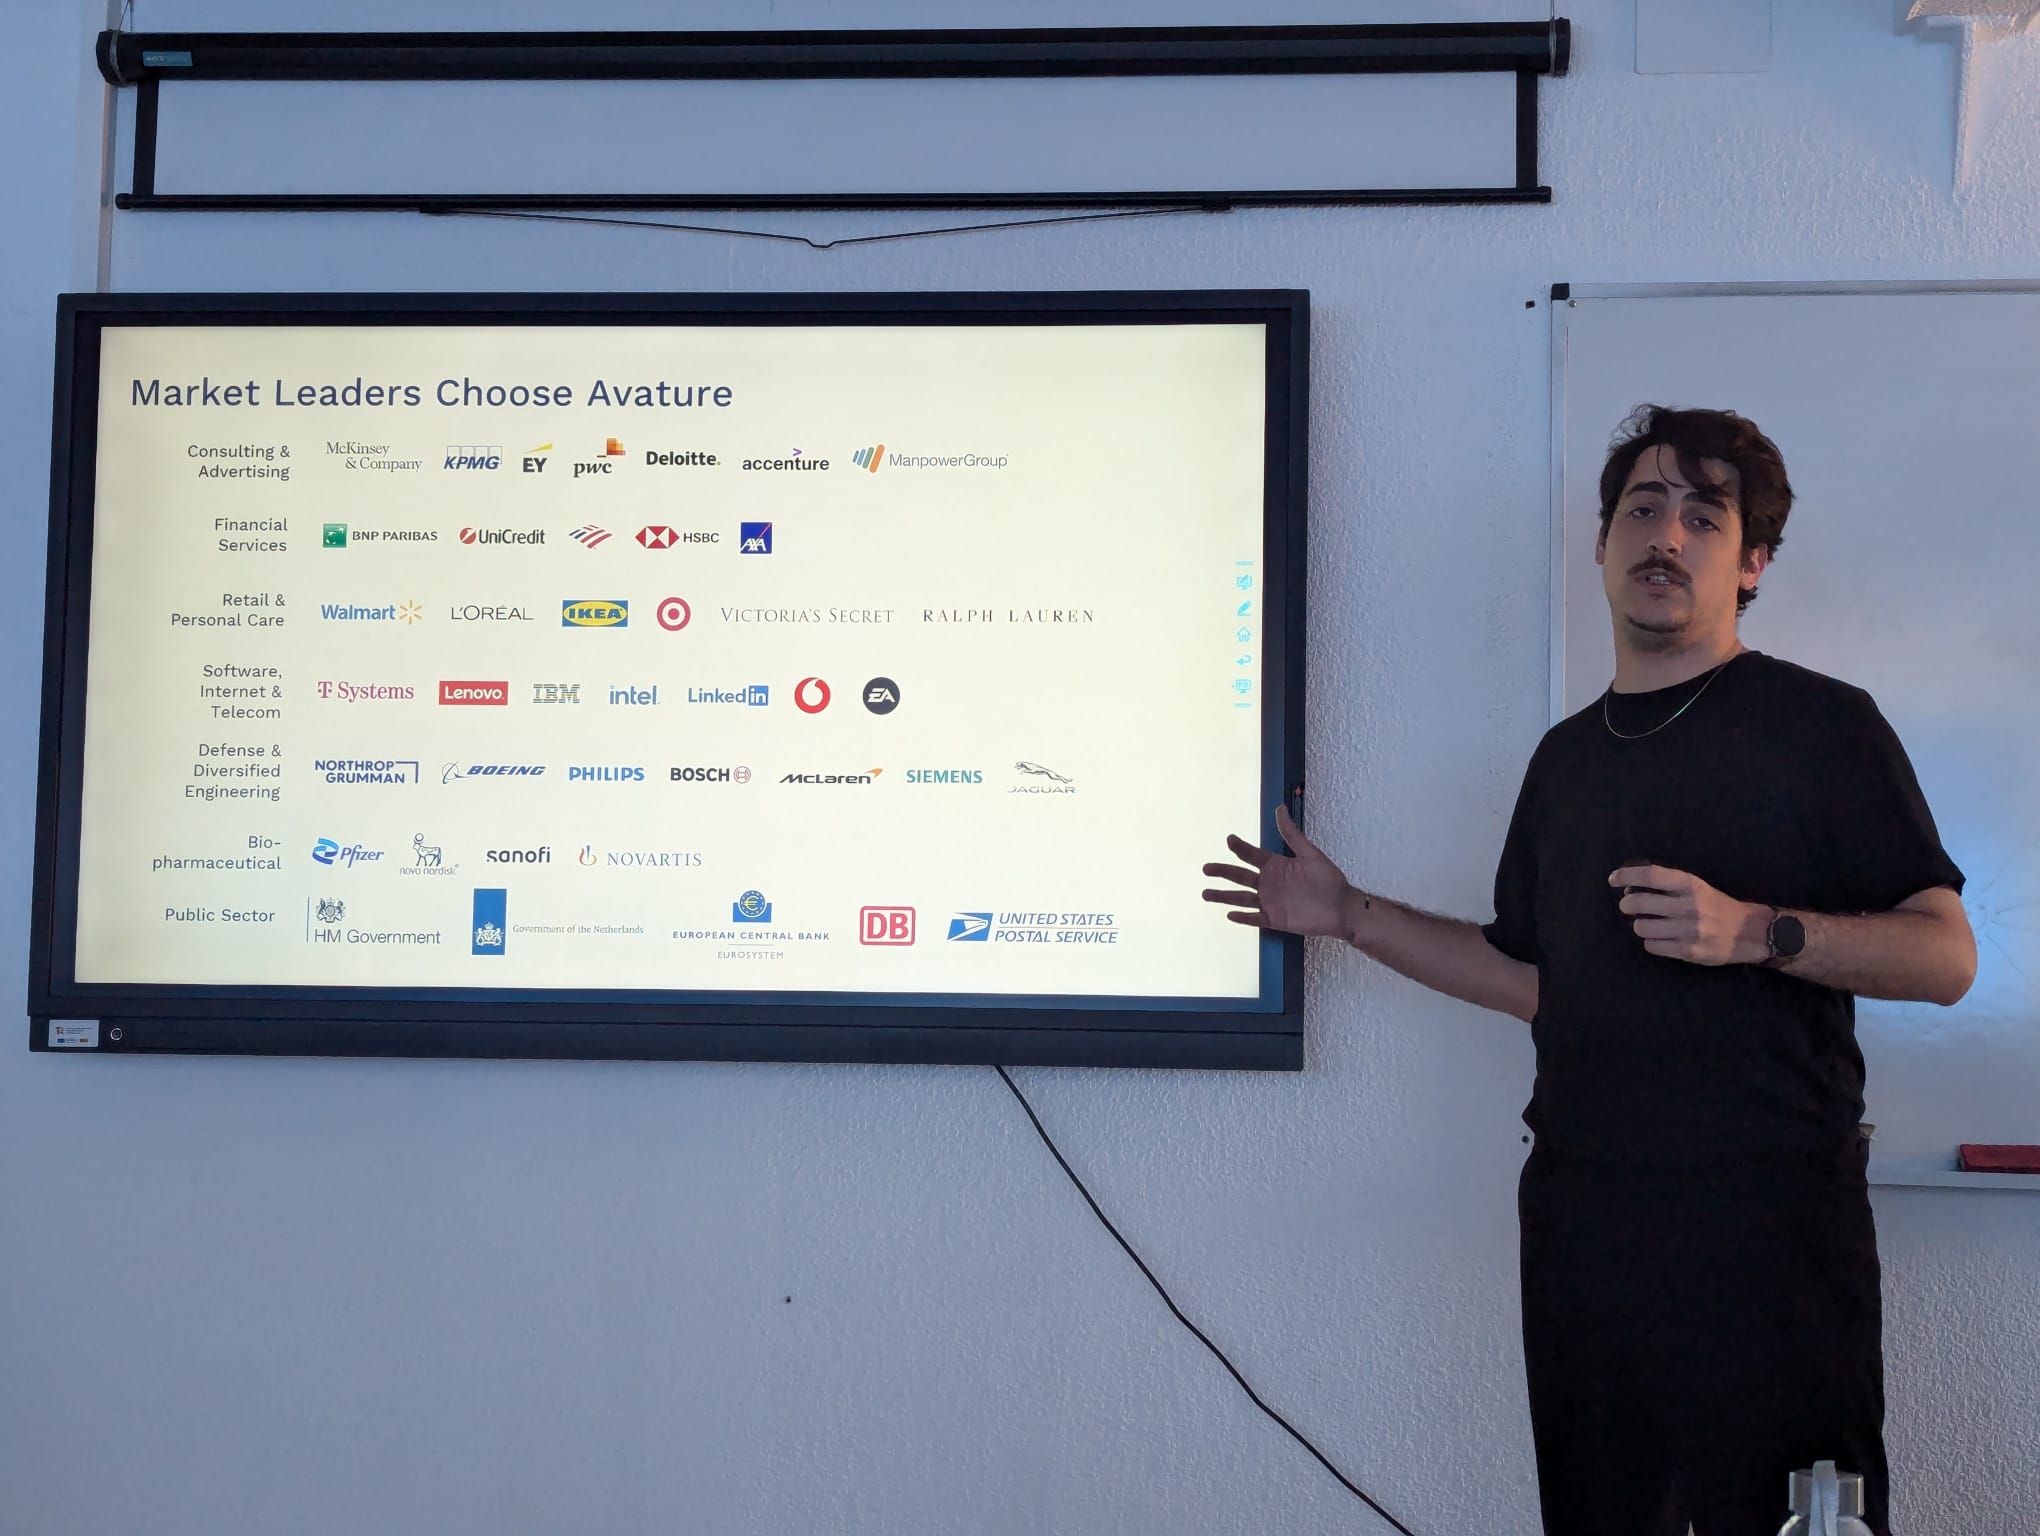 Market Leaders Choose Avature
Consulting &
Advertising
McKinsey
& Company
KPMG
EY
pwc
Deloitte.
accenture
ManpowerGroup
Financial
Services
BNP PARIBAS
UniCredit
HSBC
AXA
Retail &
Personal Care
Walmart
L'ORÉAL
IKEA
VICTORIA'S SECRET
RALPH LAUREN
Software,
Internet &
Telecom
T Systems
Lenovo.
IBM
intel.
Linked in
EA
Defense &
Diversified
Engineering
NORTHROP
GRUMMAN
BOEING
PHILIPS
BOSCH
McLaren
SIEMENS
JAGUAR
Bio-
pharmaceutical
Pfizer
novo nordisk®
sanofi
NOVARTIS
Public Sector
HM Government
Government of the Netherlands
EUROPEAN CENTRAL BANK
EUROSYSTEM
DB
UNITED STATES
POSTAL SERVICE